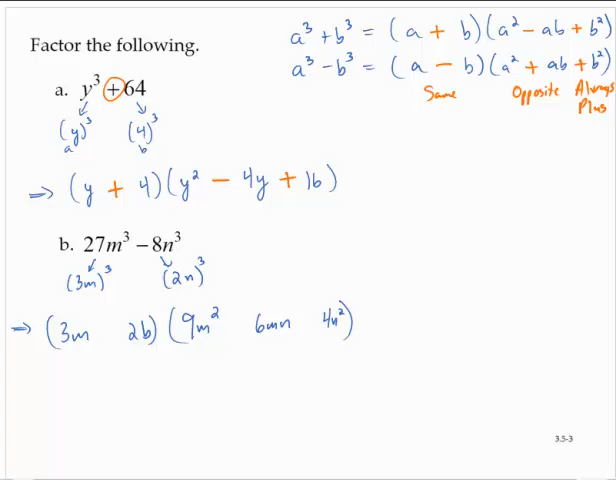 Factor the following.
a³ + b³ = (a + b)(a² − ab + b²)
a³ − b³ = (a − b)(a² + ab + b²)
Same Opposite Always Plus
a. y³ + 64
(y)³ (4)³
a b
⇒ (y + 4)(y² − 4y + 16)
b. 27m³ − 8n³
(3m)³ (2n)³
⇒ (3m 2b)(9m² 6mn 4n²)
3.5-3